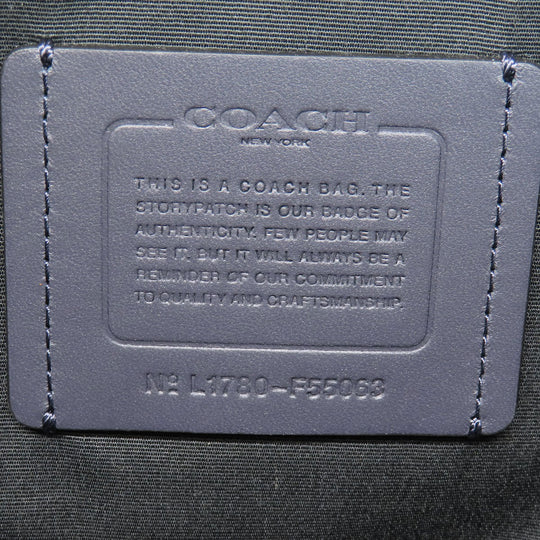 COACH
NEW YORK
THIS IS A COACH BAG. THE
STORYPATCH IS OUR BADGE OF
AUTHENTICITY. FEW PEOPLE MAY
SEE IT, BUT IT WILL ALWAYS BE A
REMINDER OF OUR COMMITMENT
TO QUALITY AND CRAFTSMANSHIP.
Nº L1780-F55063